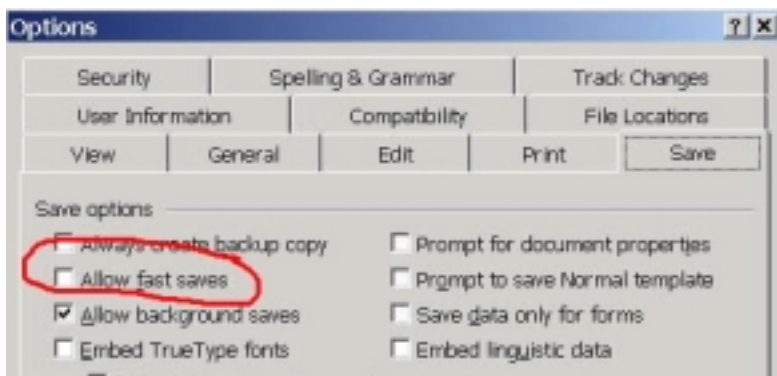 Options ? ×
Security Spelling & Grammar Track Changes
User Information Compatibility File Locations
View General Edit Print Save
Save options
Always create backup copy Prompt for document properties
Allow fast saves Prompt to save Normal template
Allow background saves Save data only for forms
Embed TrueType fonts Embed linguistic data